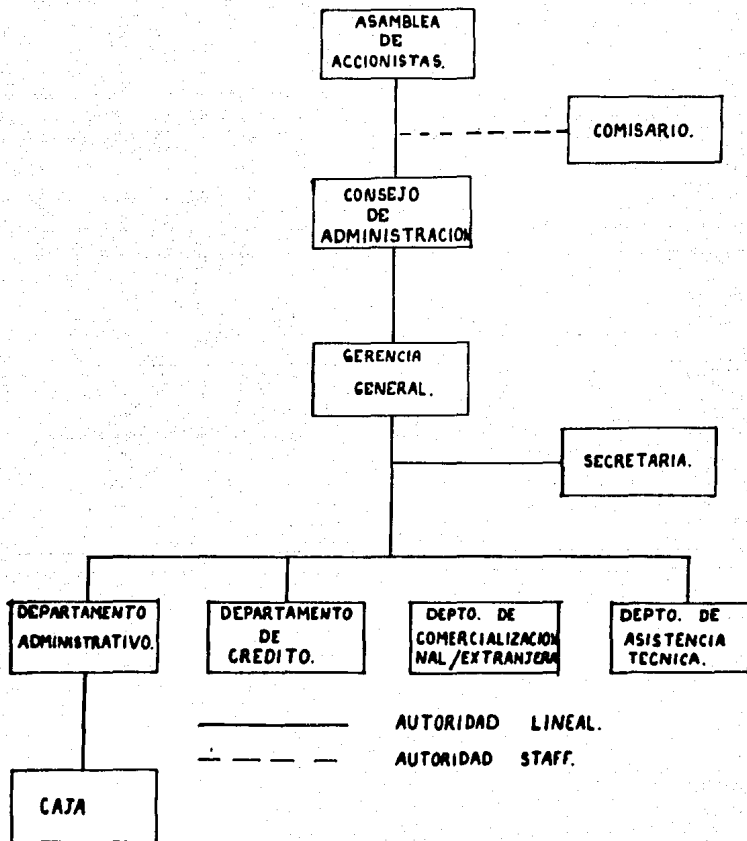 ASAMBLEA
DE
ACCIONISTAS.
COMISARIO.
CONSEJO
DE
ADMINISTRACION
GERENCIA
GENERAL.
SECRETARIA.
DEPARTAMENTO
ADMINISTRATIVO.
DEPARTAMENTO
DE
CREDITO.
DEPTO. DE
COMERCIALIZACION
NAL/EXTRANJERA
DEPTO. DE
ASISTENCIA
TECNICA.
AUTORIDAD LINEAL.
AUTORIDAD STAFF.
CAJA